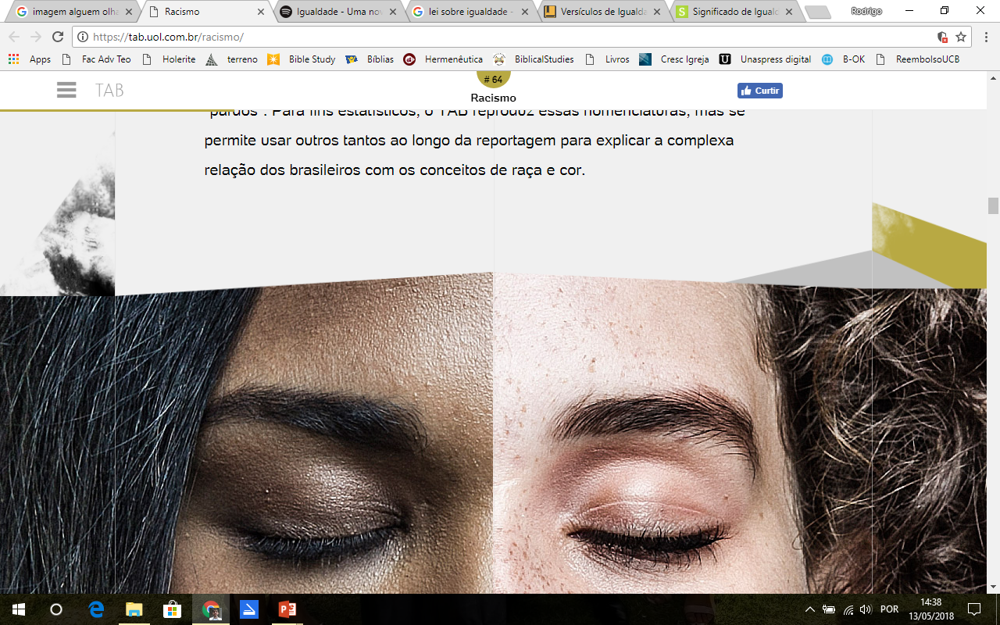 imagem alguem olha
Racismo
Igualdade - Uma nov
lei sobre igualdade -
Versículos de Igualda
Significado de Iguald
Rodrigo
https://tab.uol.com.br/racismo/
Apps
Fac Adv Teo
Holerite
terreno
Bible Study
Bíblias
Hermenêutica
BiblicalStudies
Livros
Cresc Igreja
Unaspress digital
B-OK
ReembolsoUCB
TAB
# 64
Racismo
Curtir
"pardos". Para fins estatísticos, o TAB reproduz essas nomenclaturas, mas se
permite usar outros tantos ao longo da reportagem para explicar a complexa
relação dos brasileiros com os conceitos de raça e cor.
POR
14:38
13/05/2018